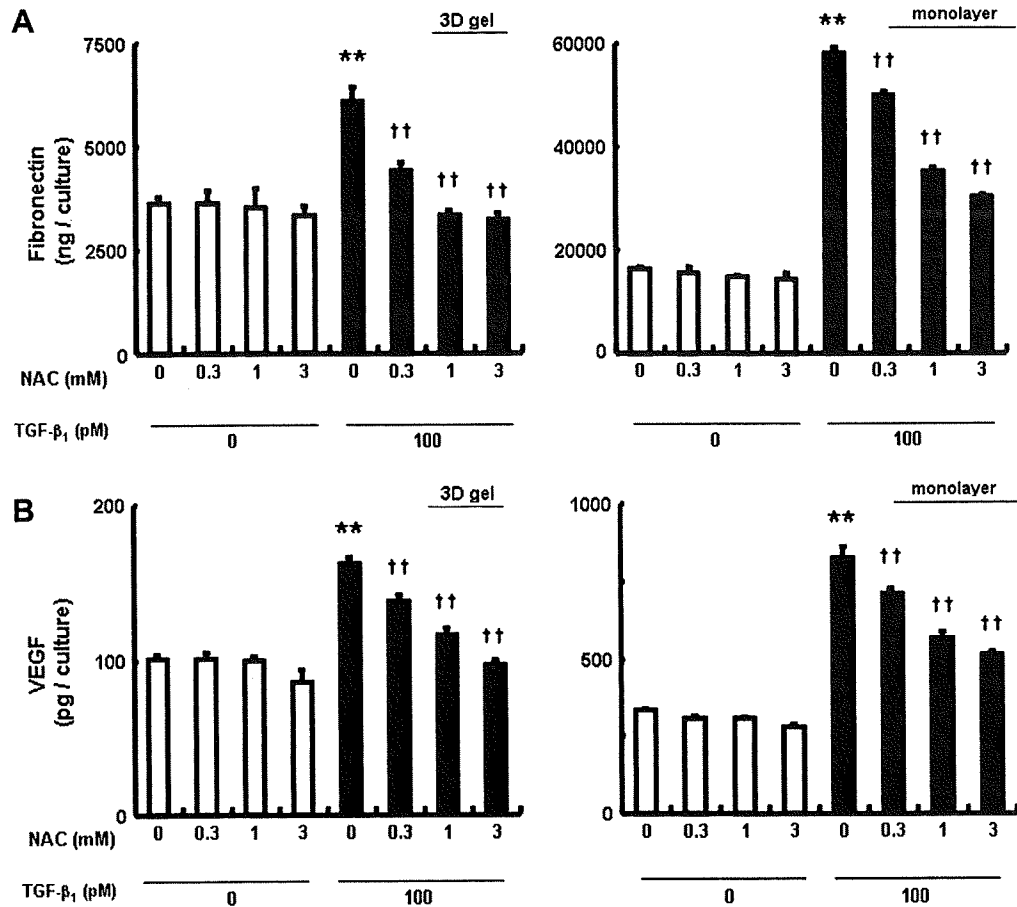 A
3D gel
monolayer
7500
5000
2500
0
Fibronectin
(ng / culture)
**
††
††
††
60000
40000
20000
0
**
††
††
††
NAC (mM) 0 0.3 1 3 0 0.3 1 3 0 0.3 1 3 0 0.3 1 3
TGF-β₁ (pM) 0 100 0 100
B
3D gel
monolayer
200
100
0
VEGF
(pg / culture)
**
††
††
††
1000
500
0
**
††
††
††
NAC (mM) 0 0.3 1 3 0 0.3 1 3 0 0.3 1 3 0 0.3 1 3
TGF-β₁ (pM) 0 100 0 100